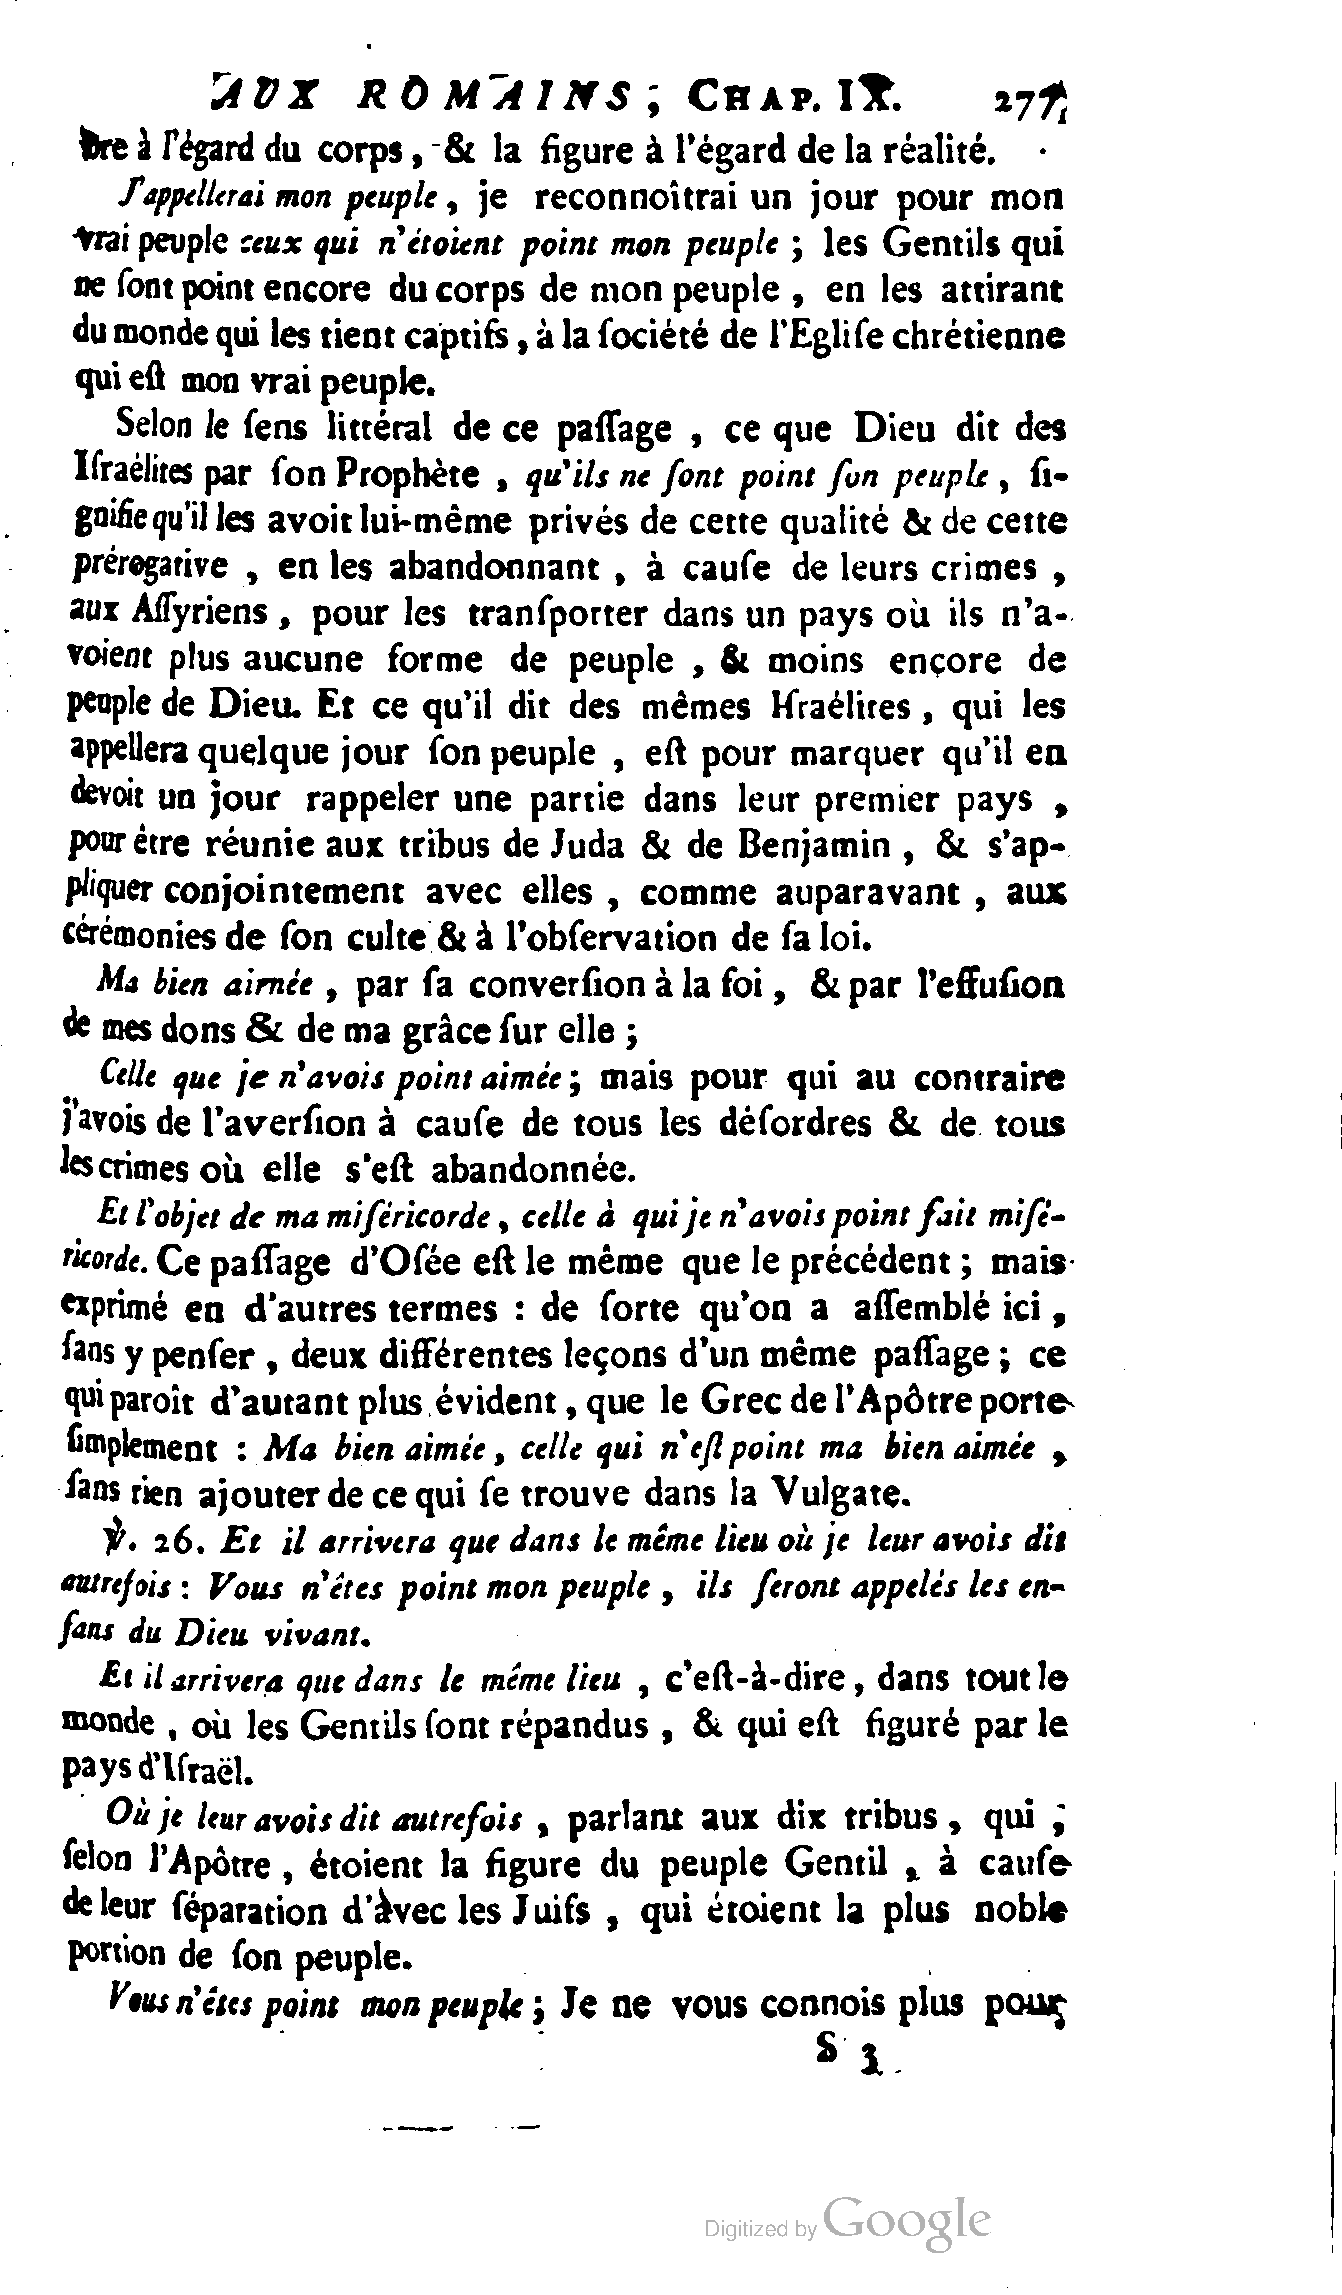 AUX ROMAINS, CHAP. IX. 277
bre à l'égard du corps, & la figure à l'égard de la réalité.
J'appellerai mon peuple, je reconnoîtrai un jour pour mon
vrai peuple ceux qui n'étoient point mon peuple ; les Gentils qui
ne ſont point encore du corps de mon peuple, en les attirant
du monde qui les tient captifs, à la ſociété de l'Egliſe chrétienne
qui eſt mon vrai peuple.
Selon le ſens littéral de ce paſſage, ce que Dieu dit des
Iſraélites par ſon Prophète, qu'ils ne ſont point ſon peuple, ſi-
gnifie qu'il les avoit lui-même privés de cette qualité & de cette
prérogative, en les abandonnant, à cauſe de leurs crimes,
aux Aſſyriens, pour les tranſporter dans un pays où ils n'a-
voient plus aucune forme de peuple, & moins ençore de
peuple de Dieu. Et ce qu'il dit des mêmes Iſraélites, qui les
appellera quelque jour ſon peuple, eſt pour marquer qu'il en
devoit un jour rappeler une partie dans leur premier pays,
pour être réunie aux tribus de Juda & de Benjamin, & s'ap-
pliquer conjointement avec elles, comme auparavant, aux
cérémonies de ſon culte & à l'obſervation de ſa loi.
Ma bien aimée, par ſa converſion à la foi, & par l'effuſion
de mes dons & de ma grâce ſur elle ;
Celle que je n'avois point aimée ; mais pour qui au contraire
j'avois de l'averſion à cauſe de tous les déſordres & de tous
les crimes où elle s'eſt abandonnée.
Et l'objet de ma miſéricorde, celle à qui je n'avois point fait miſé-
ricorde. Ce paſſage d'Oſée eſt le même que le précédent ; mais
exprimé en d'autres termes : de ſorte qu'on a aſſemblé ici,
ſans y penſer, deux différentes leçons d'un même paſſage ; ce
qui paroît d'autant plus évident, que le Grec de l'Apôtre porte
ſimplement : Ma bien aimée, celle qui n'eſt point ma bien aimée,
ſans rien ajouter de ce qui ſe trouve dans la Vulgate.
℣. 26. Et il arrivera que dans le même lieu où je leur avois dit
autrefois : Vous n'êtes point mon peuple, ils ſeront appelés les en-
fans du Dieu vivant.
Et il arrivera que dans le même lieu, c'eſt-à-dire, dans tout le
monde, où les Gentils ſont répandus, & qui eſt figuré par le
pays d'Iſraël.
Où je leur avois dit autrefois, parlant aux dix tribus, qui ,
ſelon l'Apôtre, étoient la figure du peuple Gentil, à cauſe
de leur ſéparation d'avec les Juifs, qui étoient la plus noble
portion de ſon peuple.
Vous n'êtes point mon peuple ; Je ne vous connois plus pour
S 3
Digitized by Google